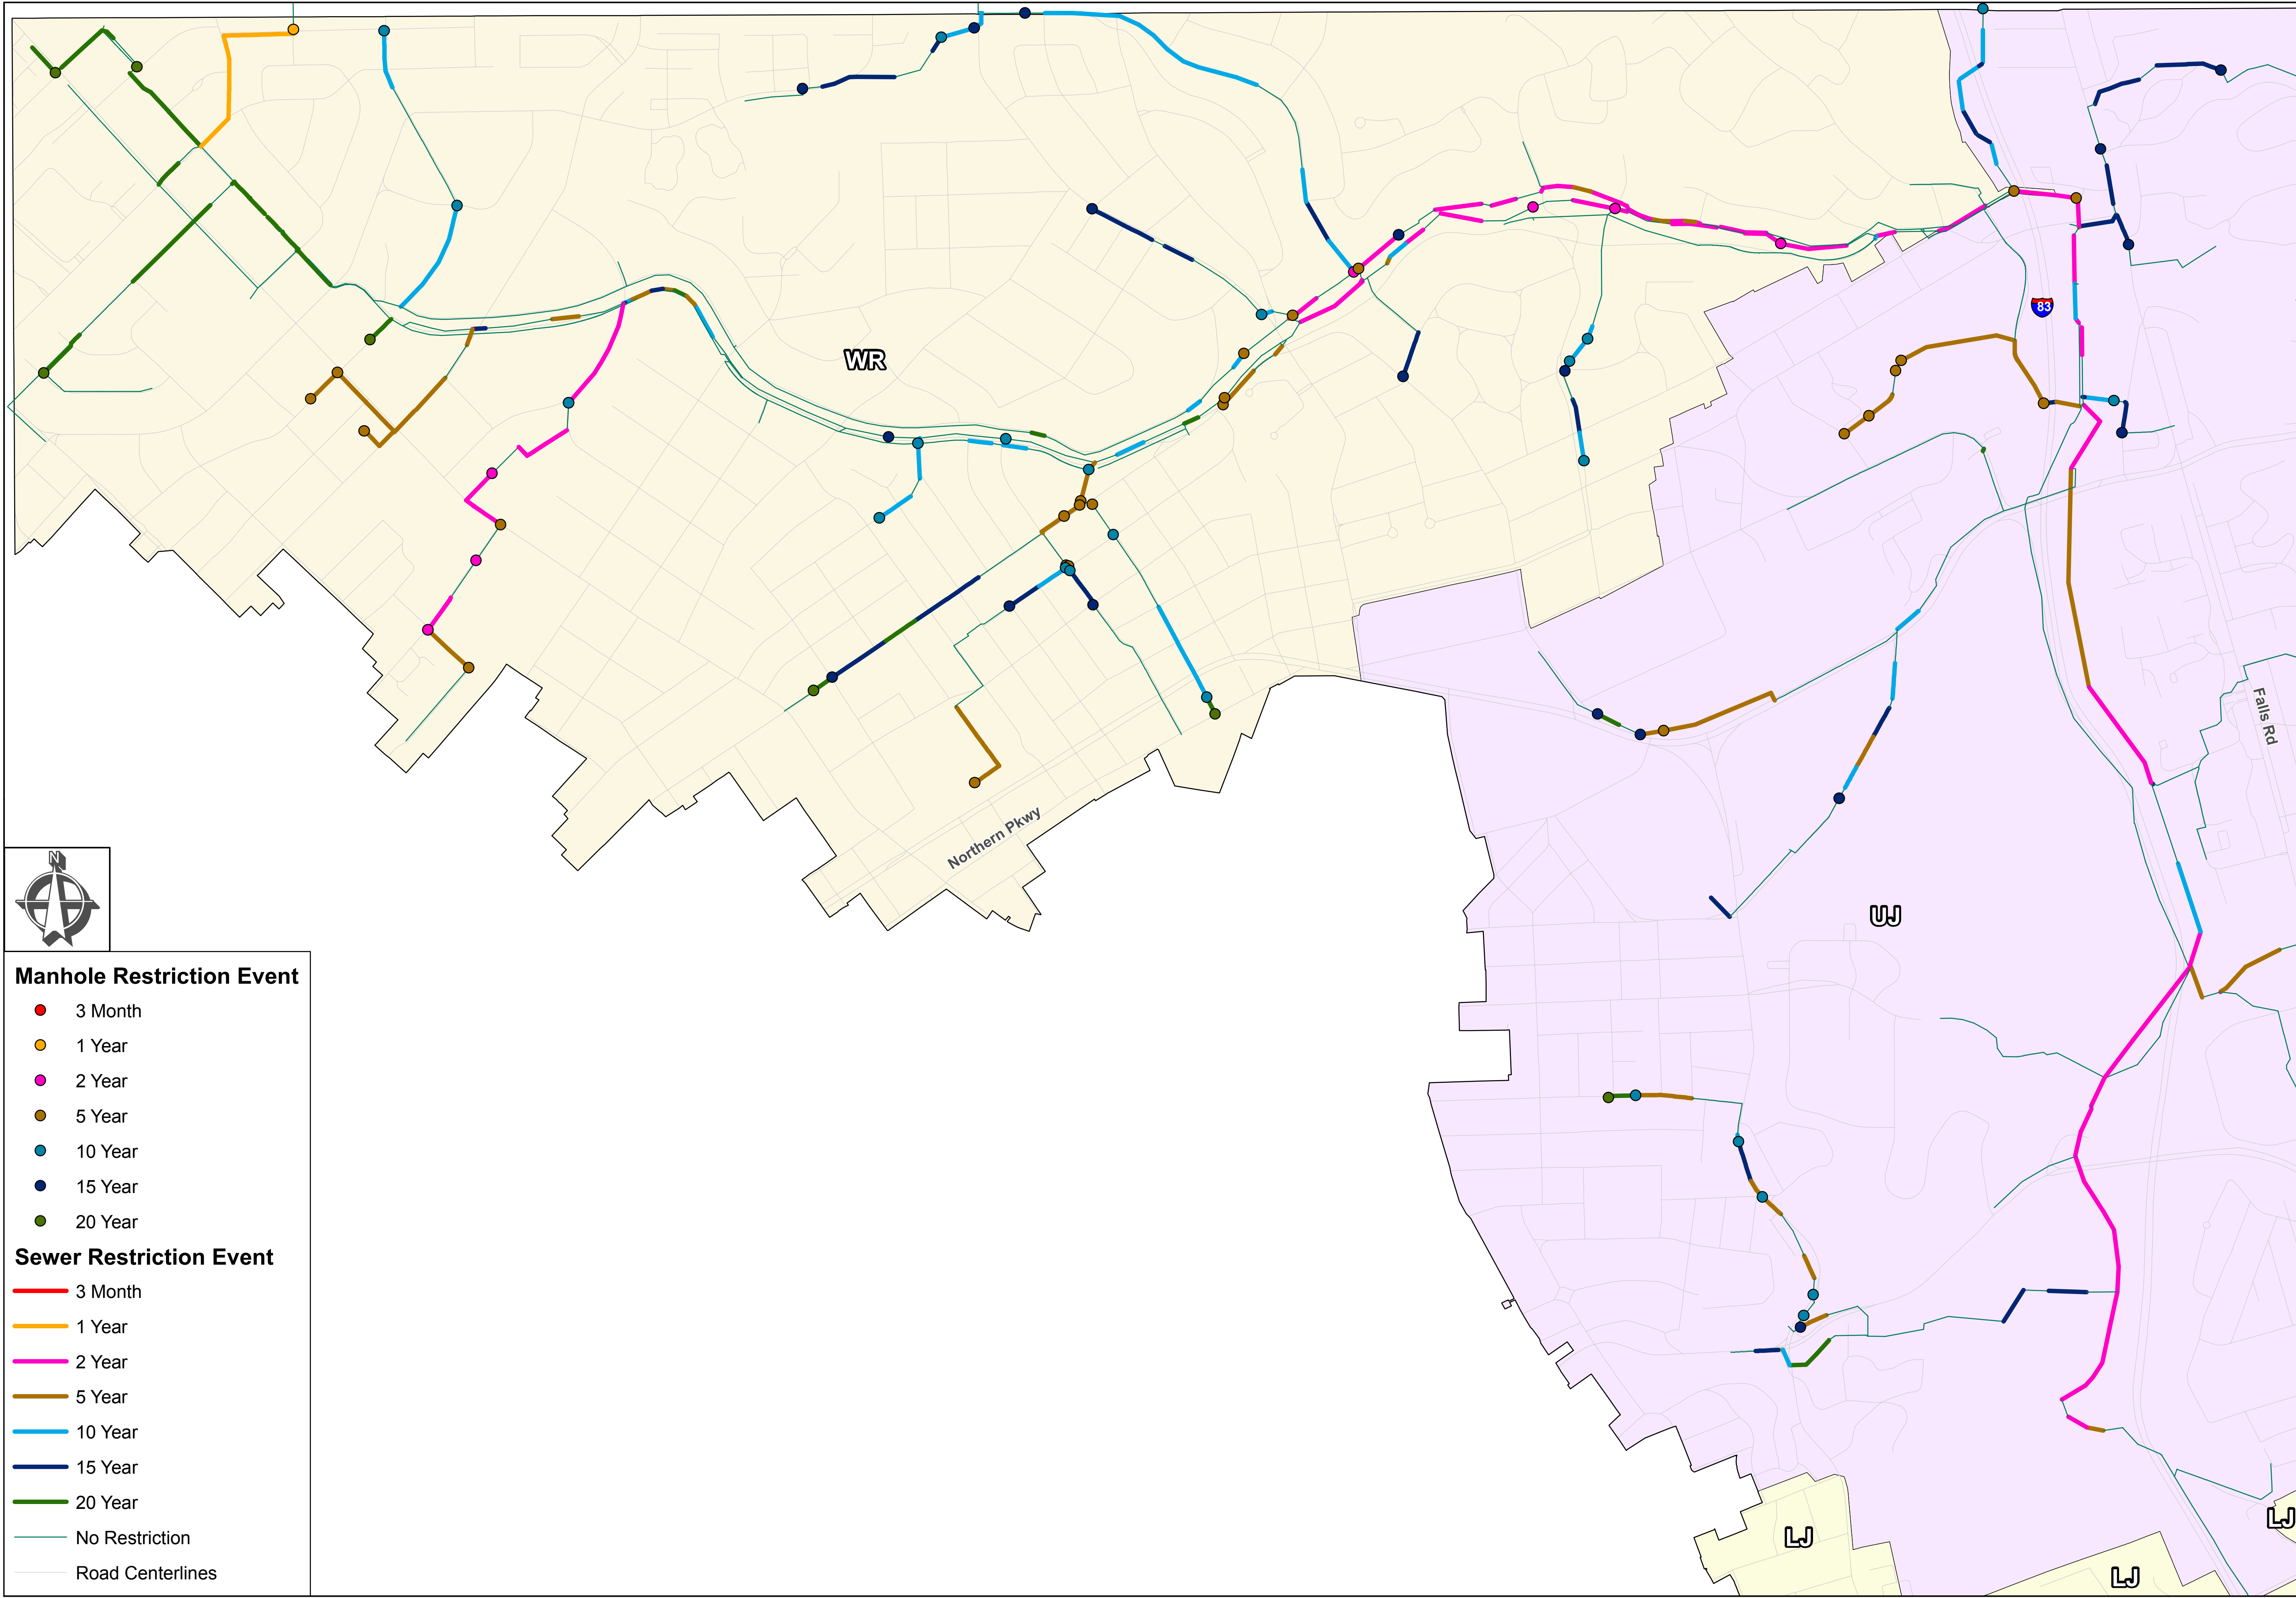 83
WR
Falls Rd
Northern Pkwy
N
UJ
Manhole Restriction Event
3 Month
1 Year
2 Year
5 Year
10 Year
15 Year
20 Year
Sewer Restriction Event
3 Month
1 Year
2 Year
5 Year
10 Year
15 Year
20 Year
No Restriction
Road Centerlines
LJ
LJ
LJ